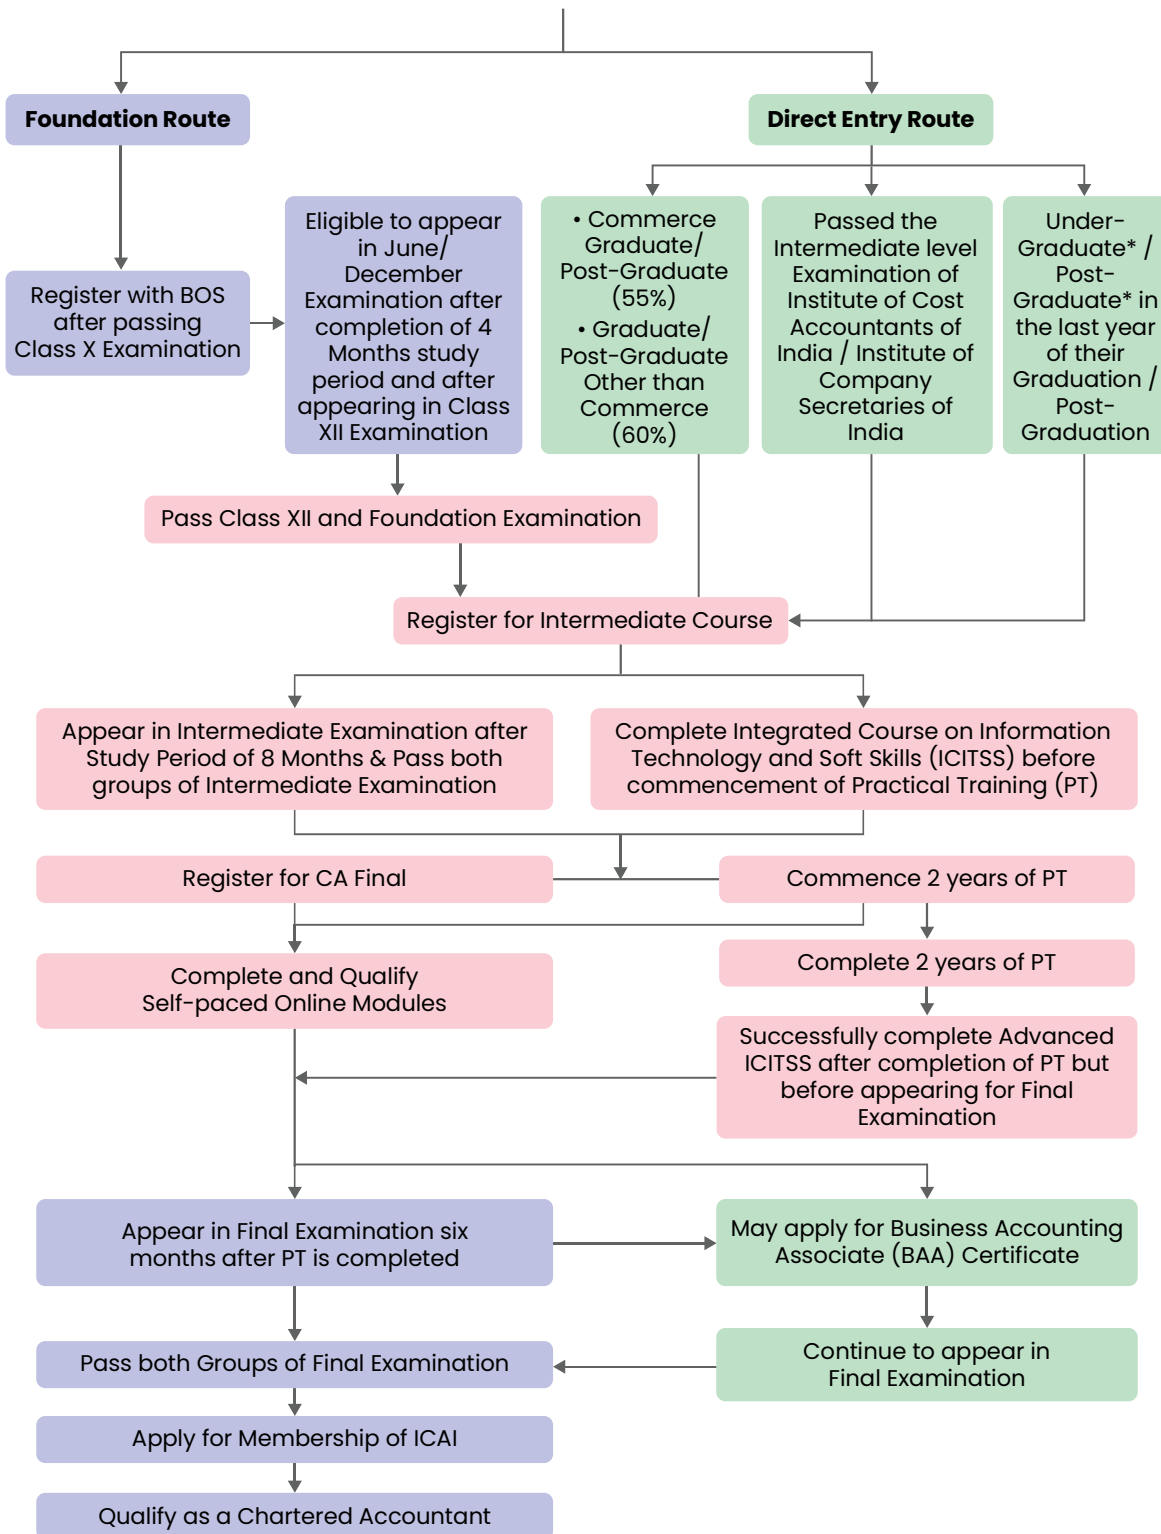 Foundation Route
Direct Entry Route
Register with BOS
after passing
Class X Examination
Eligible to appear
in June/
December
Examination after
completion of 4
Months study
period and after
appearing in Class
XII Examination
• Commerce
Graduate/
Post-Graduate
(55%)
• Graduate/
Post-Graduate
Other than
Commerce
(60%)
Passed the
Intermediate level
Examination of
Institute of Cost
Accountants of
India / Institute of
Company
Secretaries of
India
Under-
Graduate* /
Post-
Graduate* in
the last year
of their
Graduation /
Post-
Graduation
Pass Class XII and Foundation Examination
Register for Intermediate Course
Appear in Intermediate Examination after
Study Period of 8 Months & Pass both
groups of Intermediate Examination
Complete Integrated Course on Information
Technology and Soft Skills (ICITSS) before
commencement of Practical Training (PT)
Register for CA Final
Commence 2 years of PT
Complete and Qualify
Self-paced Online Modules
Complete 2 years of PT
Successfully complete Advanced
ICITSS after completion of PT but
before appearing for Final
Examination
Appear in Final Examination six
months after PT is completed
May apply for Business Accounting
Associate (BAA) Certificate
Pass both Groups of Final Examination
Continue to appear in
Final Examination
Apply for Membership of ICAI
Qualify as a Chartered Accountant